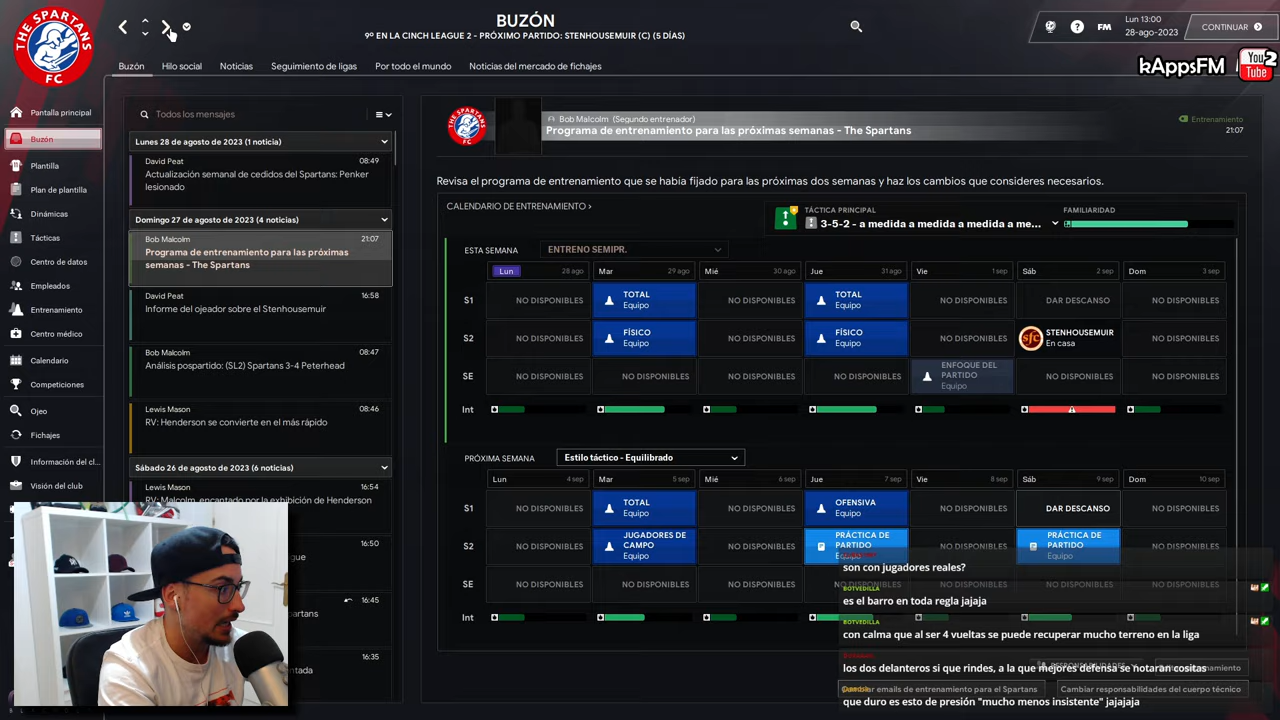 THE SPARTANS
FC
BUZÓN
9º EN LA CINCH LEAGUE 2 - PRÓXIMO PARTIDO: STENHOUSEMUIR (C) (5 DÍAS)
FM
Lun 13:00
28-ago-2023
CONTINUAR
kAppsFM
You Tube
2
Buzón
Hilo social
Noticias
Seguimiento de ligas
Por todo el mundo
Noticias del mercado de fichajes
Pantalla principal
Buzón
Plantilla
Plan de plantilla
Dinámicas
Tácticas
Centro de datos
Empleados
Entrenamiento
Centro médico
Calendario
Competiciones
Ojeo
Fichajes
Información del cl...
Visión del club
Todos los mensajes
Lunes 28 de agosto de 2023 (1 noticia)
David Peat
08:49
Actualización semanal de cedidos del Spartans: Penker
lesionado
Domingo 27 de agosto de 2023 (4 noticias)
Bob Malcolm
21:07
Programa de entrenamiento para las próximas
semanas - The Spartans
David Peat
16:58
Informe del ojeador sobre el Stenhousemuir
Bob Malcolm
08:47
Análisis pospartido: (SL2) Spartans 3-4 Peterhead
Lewis Mason
08:46
RV: Henderson se convierte en el más rápido
Sábado 26 de agosto de 2023 (6 noticias)
Lewis Mason
16:54
RV: Malcolm, encantado por la exhibición de Henderson
16:50
16:45
16:35
Bob Malcolm (Segundo entrenador)
Programa de entrenamiento para las próximas semanas - The Spartans
Entrenamiento
21:07
Revisa el programa de entrenamiento que se había fijado para las próximas dos semanas y haz los cambios que consideres necesarios.
CALENDARIO DE ENTRENAMIENTO >
TÁCTICA PRINCIPAL
3-5-2 - a medida a medida a medida a me...
FAMILIARIDAD
ESTA SEMANA
ENTRENO SEMIPR.
Lun 28 ago Mar 29 ago Mié 30 ago Jue 31 ago Vie 1 sep Sáb 2 sep Dom 3 sep
S1 NO DISPONIBLES TOTAL Equipo NO DISPONIBLES TOTAL Equipo NO DISPONIBLES DAR DESCANSO NO DISPONIBLES
S2 NO DISPONIBLES FÍSICO Equipo NO DISPONIBLES FÍSICO Equipo NO DISPONIBLES STENHOUSEMUIR En casa NO DISPONIBLES
SE NO DISPONIBLES NO DISPONIBLES NO DISPONIBLES NO DISPONIBLES ENFOQUE DEL PARTIDO Equipo NO DISPONIBLES NO DISPONIBLES
Int
PRÓXIMA SEMANA
Estilo táctico - Equilibrado
Lun 4 sep Mar 5 sep Mié 6 sep Jue 7 sep Vie 8 sep Sáb 9 sep Dom 10 sep
S1 NO DISPONIBLES TOTAL Equipo NO DISPONIBLES OFENSIVA Equipo NO DISPONIBLES DAR DESCANSO NO DISPONIBLES
S2 NO DISPONIBLES JUGADORES DE CAMPO Equipo NO DISPONIBLES PRÁCTICA DE PARTIDO NO DISPONIBLES PRÁCTICA DE PARTIDO NO DISPONIBLES
SE NO DISPONIBLES NO DISPONIBLES NO DISPONIBLES
Int
son con jugadores reales?
BOTVEDILLA
es el barro en toda regla jajaja
BOTVEDILLA
con calma que al ser 4 vueltas se puede recuperar mucho terreno en la liga
los dos delanteros si que rindes, a la que mejores defensa se notarán cositas
Cambiar emails de entrenamiento para el Spartans
Cambiar responsabilidades del cuerpo técnico
que duro es esto de presión "mucho menos insistente" jajajaja